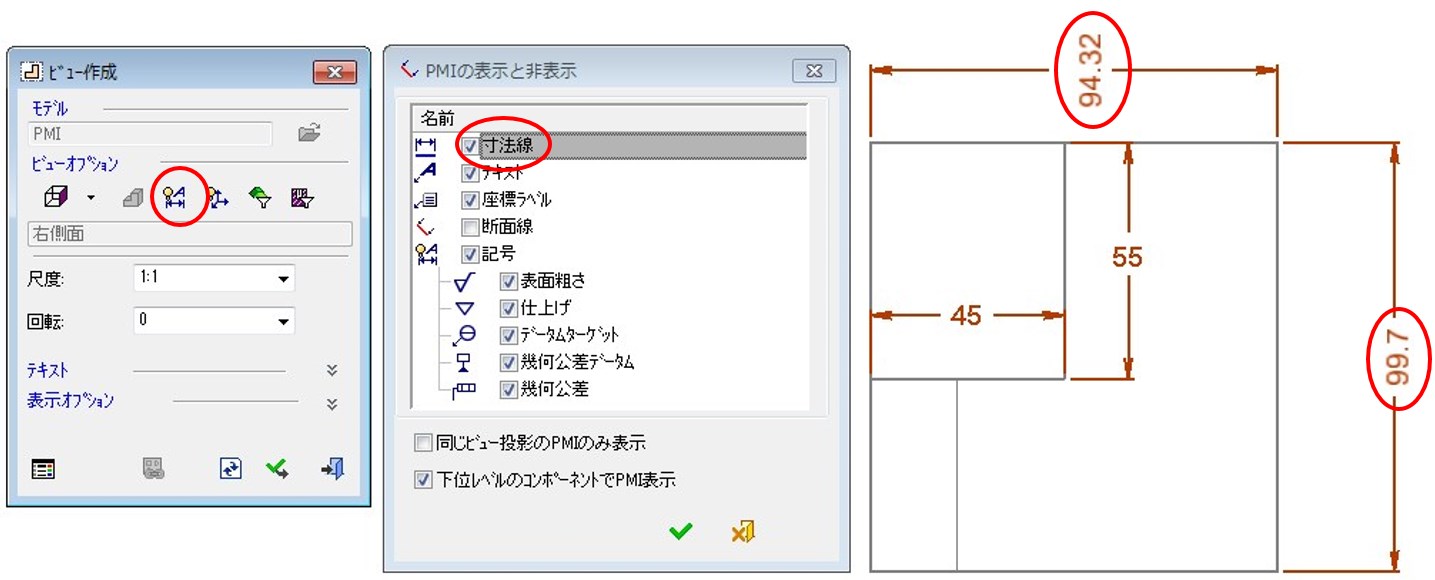 ﾋﾞｭｰ作成
ﾓﾃﾞﾙ
PMI
ﾋﾞｭｰｵﾌﾟｼｮﾝ
右側面
尺度:
1:1
回転:
0
ﾃｷｽﾄ
表示ｵﾌﾟｼｮﾝ
PMIの表示と非表示
名前
寸法線
ﾃｷｽﾄ
座標ﾗﾍﾞﾙ
断面線
記号
表面粗さ
仕上げ
ﾃﾞｰﾀﾑﾀｰｹﾞｯﾄ
幾何公差ﾃﾞｰﾀﾑ
幾何公差
同じﾋﾞｭｰ投影のPMIのみ表示
下位ﾚﾍﾞﾙのｺﾝﾎﾟｰﾈﾝﾄでPMI表示
94.32
55
45
99.7